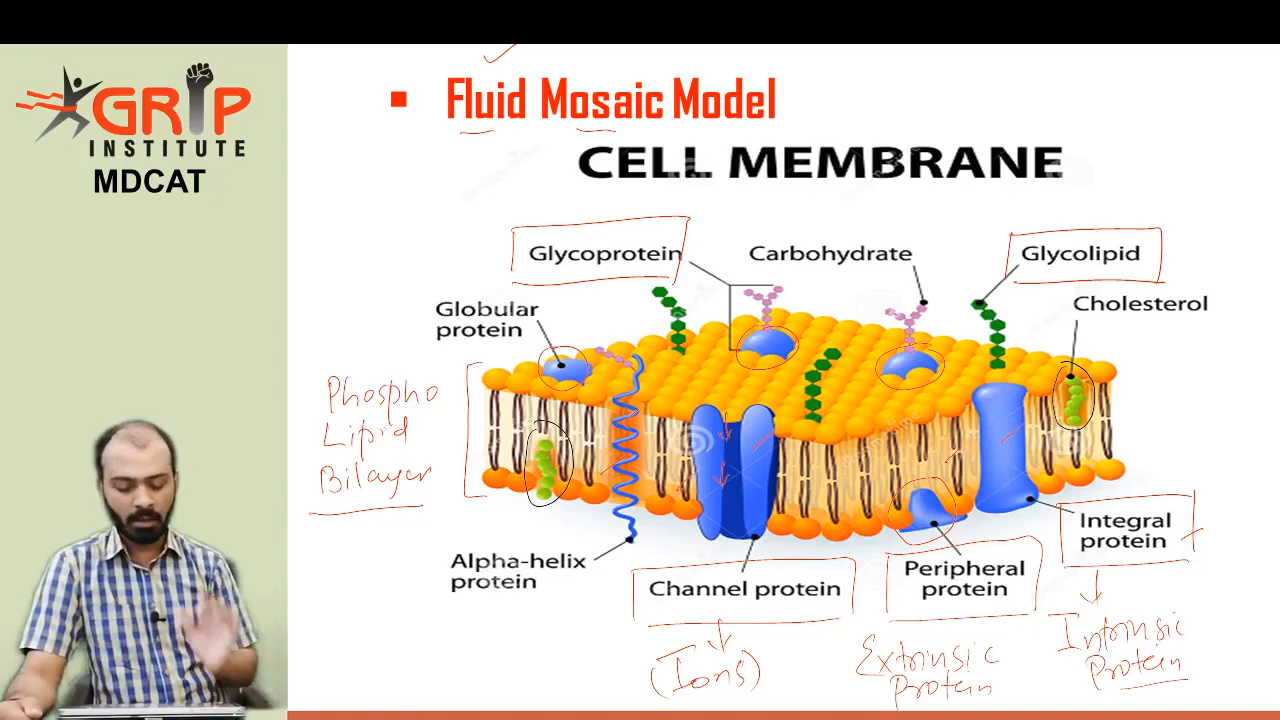 GRIP
INSTITUTE
MDCAT
Fluid Mosaic Model
CELL MEMBRANE
Glycoprotein
Carbohydrate
Glycolipid
Globular
protein
Cholesterol
Phospho
Lipid
Bilayer
Alpha-helix
protein
Channel protein
Peripheral
protein
Integral
protein
(Ions)
Extrinsic
Protein
Intrinsic
Protein